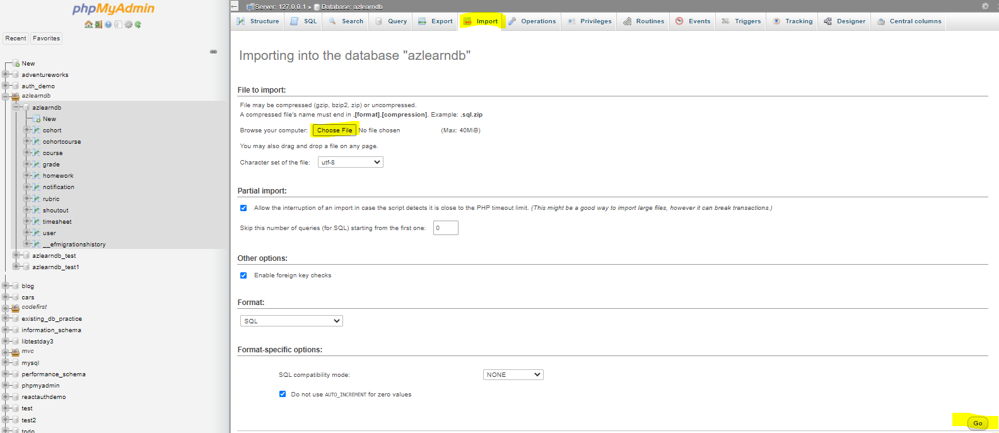 phpMyAdmin
Recent Favorites
New
adventureworks
auth_demo
azlearndb
azlearndb
New
cohort
cohortcourse
course
grade
homework
notification
rubric
shoutout
timesheet
user
__efmigrationshistory
azlearndb_test
azlearndb_test1
blog
cars
codefirst
existing_db_practice
information_schema
libtestday3
mvc
mysql
performance_schema
phpmyadmin
reactauthdemo
test
test2
todo
Server: 127.0.0.1 » Database: azlearndb
Structure SQL Search Query Export Import Operations Privileges Routines Events Triggers Tracking Designer Central columns
Importing into the database "azlearndb"
File to import:
File may be compressed (gzip, bzip2, zip) or uncompressed.
A compressed file's name must end in .[format].[compression]. Example: .sql.zip
Browse your computer: Choose File No file chosen (Max: 40MiB)
You may also drag and drop a file on any page.
Character set of the file: utf-8
Partial import:
Allow the interruption of an import in case the script detects it is close to the PHP timeout limit. (This might be a good way to import large files, however it can break transactions.)
Skip this number of queries (for SQL) starting from the first one: 0
Other options:
Enable foreign key checks
Format:
SQL
Format-specific options:
SQL compatibility mode: NONE
Do not use AUTO_INCREMENT for zero values
Go